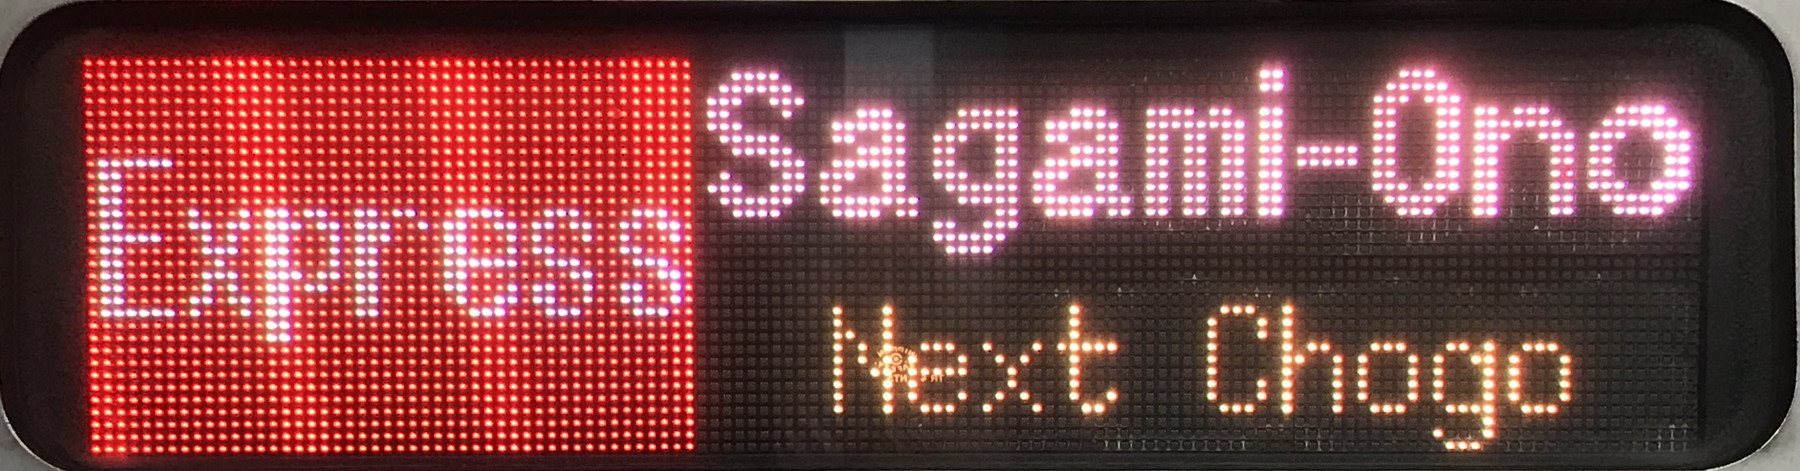 Express
Sagami-Ono
Next Chogo